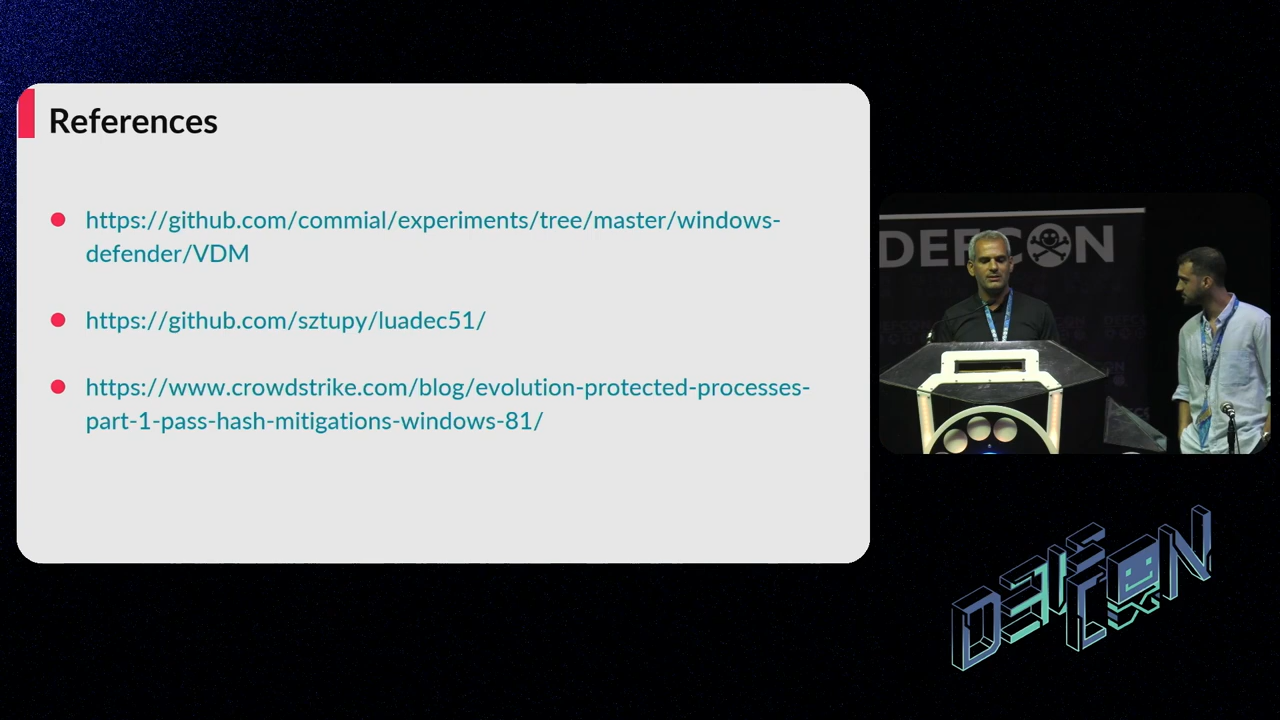 References
https://github.com/commial/experiments/tree/master/windows-
defender/VDM
https://github.com/sztupy/luadec51/
https://www.crowdstrike.com/blog/evolution-protected-processes-
part-1-pass-hash-mitigations-windows-81/
DEFCON
DEFCON